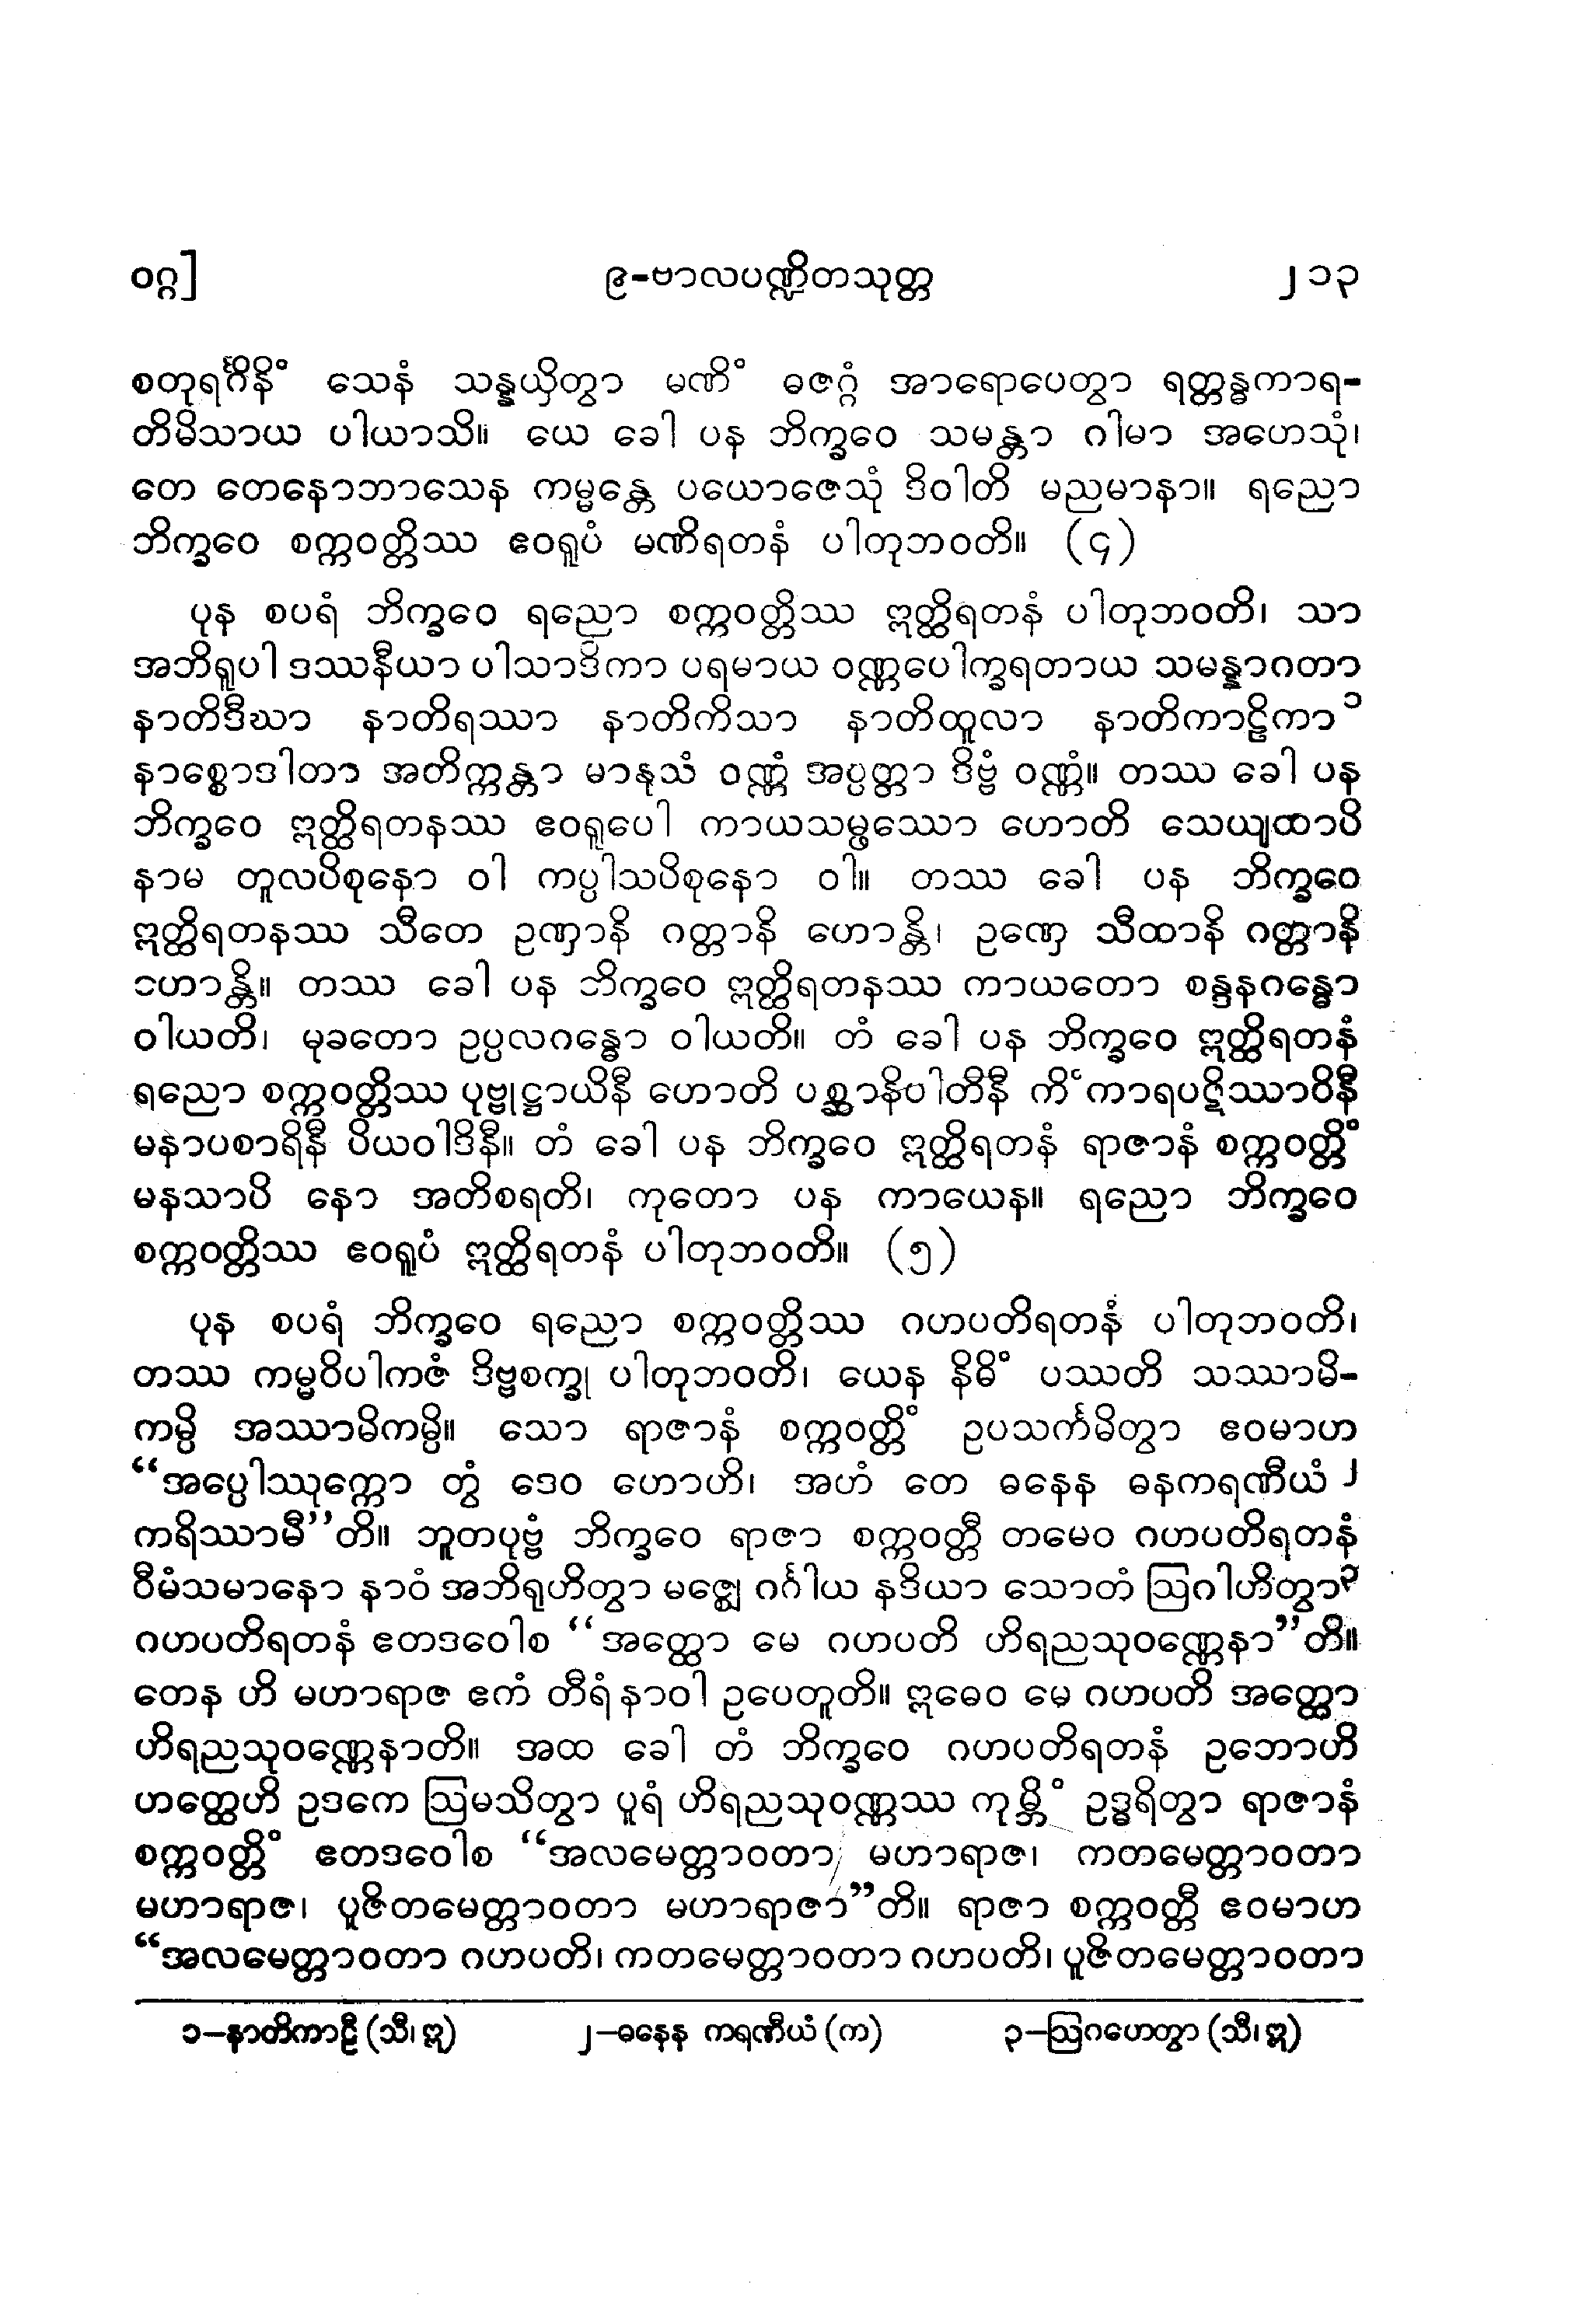 ဝဂ္ဂ]
၉-ဗာလပဏ္ဍိတသုတ္တ
၂၁၃
စတုရင်္ဂိနိံ သေနံ သန္နယှိတွာ မဏိံ ဓဇဂ္ဂံ အာရောပေတွာ ရတ္တန္ဓကာရ-
တိမိသာယ ပါယာသိ။ ယေ ခေါ ပန ဘိက္ခဝေ သမန္တာ ဂါမာ အဟေသုံ၊
တေ တေနောဘာသေန ကမ္မန္တေ ပယောဇေသုံ ဒိဝါတိ မညမာနာ။ ရညော
ဘိက္ခဝေ စက္ကဝတ္တိဿ ဧဝရူပံ မဏိရတနံ ပါတုဘဝတိ။ (၄)
ပုန စပရံ ဘိက္ခဝေ ရညော စက္ကဝတ္တိဿ ဣတ္ထိရတနံ ပါတုဘဝတိ၊ သာ
အဘိရူပါ ဒဿနီယာ ပါသာဒိကာ ပရမာယ ဝဏ္ဏပေါက္ခရတာယ သမန္နာဂတာ
နာတိဒီဃာ နာတိရဿာ နာတိကိသာ နာတိထူလာ နာတိကာဠိကာ ၁
နာစ္စောဒါတာ အတိက္ကန္တာ မာနုသံ ဝဏ္ဏံ အပ္ပတ္တာ ဒိဗ္ဗံ ဝဏ္ဏံ။ တဿ ခေါ ပန
ဘိက္ခဝေ ဣတ္ထိရတနဿ ဧဝရူပေါ ကာယသမ္ဖဿော ဟောတိ သေယျထာပိ
နာမ တူလပိစုနော ဝါ ကပ္ပါသပိစုနော ဝါ။ တဿ ခေါ ပန ဘိက္ခဝေ
ဣတ္ထိရတနဿ သီတေ ဥဏှာနိ ဂတ္တာနိ ဟောန္တိ၊ ဥဏှေ သီထာနိ ဂတ္တာနိ
ဟောန္တိ။ တဿ ခေါ ပန ဘိက္ခဝေ ဣတ္ထိရတနဿ ကာယတော စန္ဒနဂန္ဓော
ဝါယတိ၊ မုခတော ဥပ္ပလဂန္ဓော ဝါယတိ။ တံ ခေါ ပန ဘိက္ခဝေ ဣတ္ထိရတနံ
ရညော စက္ကဝတ္တိဿ ပုဗ္ဗုဋ္ဌာယိနီ ဟောတိ ပစ္ဆာနိပါတိနီ ကိံကာရပဋိဿာဝိနီ
မနာပစာရိနီ ပိယဝါဒိနီ။ တံ ခေါ ပန ဘိက္ခဝေ ဣတ္ထိရတနံ ရာဇာနံ စက္ကဝတ္တိံ
မနသာပိ နော အတိစရတိ၊ ကုတော ပန ကာယေန။ ရညော ဘိက္ခဝေ
စက္ကဝတ္တိဿ ဧဝရူပံ ဣတ္ထိရတနံ ပါတုဘဝတိ။ (၅)
ပုန စပရံ ဘိက္ခဝေ ရညော စက္ကဝတ္တိဿ ဂဟပတိရတနံ ပါတုဘဝတိ၊
တဿ ကမ္မဝိပါကဇံ ဒိဗ္ဗစက္ခု ပါတုဘဝတိ၊ ယေန နိဓိံ ပဿတိ သဿာမိ-
ကမ္ပိ အဿာမိကမ္ပိ။ သော ရာဇာနံ စက္ကဝတ္တိံ ဥပသင်္ကမိတွာ ဧဝမာဟ
“အပ္ပေါဿုက္ကော တွံ ဒေဝ ဟောဟိ၊ အဟံ တေ ဓနေန ဓနကရဏီယံ ၂
ကရိဿာမီ”တိ။ ဘူတပုဗ္ဗံ ဘိက္ခဝေ ရာဇာ စက္ကဝတ္တီ တမေဝ ဂဟပတိရတနံ
ဝီမံသမာနော နာဝံ အဘိရုဟိတွာ မဇ္ဈေ ဂင်္ဂါယ နဒိယာ သောတံ ဩဂါဟိတွာ ၃
ဂဟပတိရတနံ ဧတဒဝေါစ “အတ္ထော မေ ဂဟပတိ ဟိရညသုဝဏ္ဏေနာ”တိ။
တေန ဟိ မဟာရာဇ ဧကံ တီရံ နာဝါ ဥပေတူတိ။ ဣဓေဝ မေ ဂဟပတိ အတ္ထော
ဟိရညသုဝဏ္ဏေနာတိ။ အထ ခေါ တံ ဘိက္ခဝေ ဂဟပတိရတနံ ဥဘောဟိ
ဟတ္ထေဟိ ဥဒကေ ဩမသိတွာ ပူရံ ဟိရညသုဝဏ္ဏဿ ကုမ္ဘိံ ဥဒ္ဓရိတွာ ရာဇာနံ
စက္ကဝတ္တိံ ဧတဒဝေါစ “အလမေတ္တာဝတာ မဟာရာဇ၊ ကတမေတ္တာဝတာ
မဟာရာဇ၊ ပူဇိတမေတ္တာဝတာ မဟာရာဇာ”တိ။ ရာဇာ စက္ကဝတ္တီ ဧဝမာဟ
“အလမေတ္တာဝတာ ဂဟပတိ၊ ကတမေတ္တာဝတာ ဂဟပတိ၊ ပူဇိတမေတ္တာဝတာ
၁–နာတိကာဠီ (သီ၊ ဣ)
၂–ဓနေန ကရဏီယံ (က)
၃–ဩဂဟေတွာ (သီ၊ ဣ)